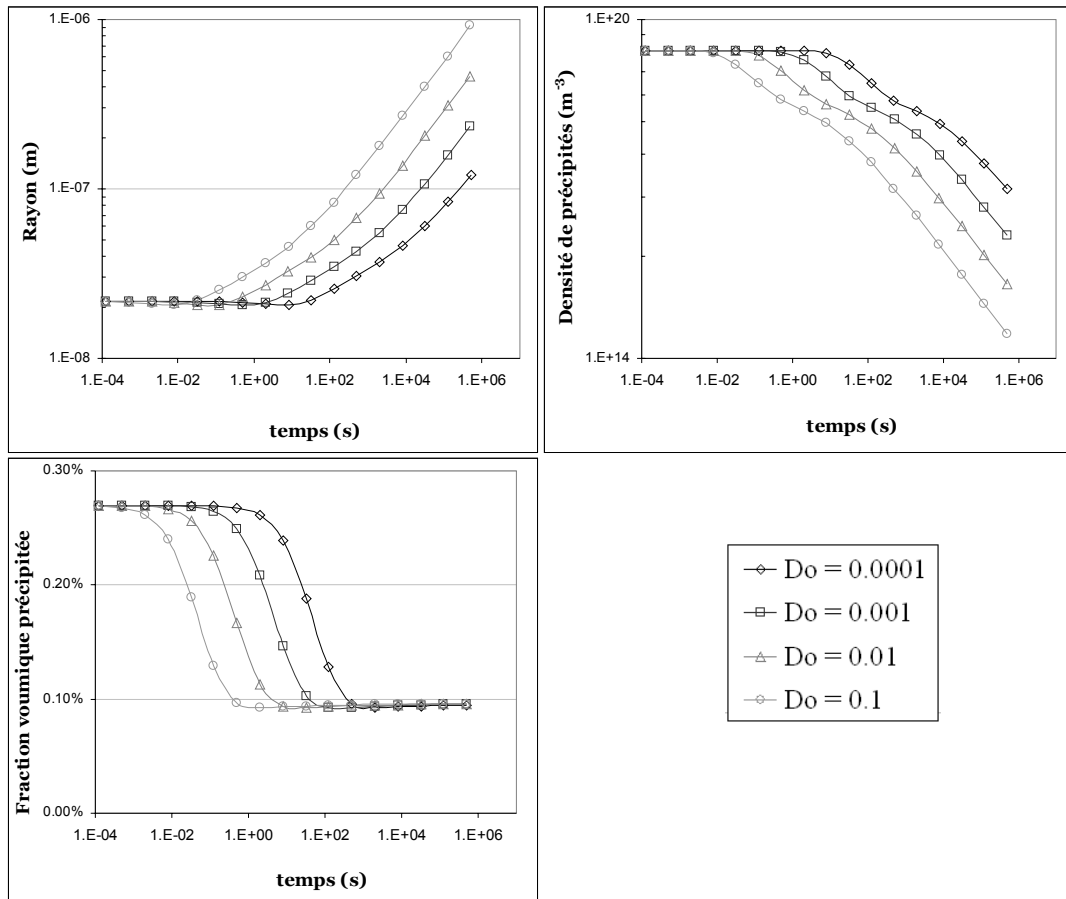 1.E-06
1.E-07
1.E-08
Rayon (m)
1.E-04 1.E-02 1.E+00 1.E+02 1.E+04 1.E+06
temps (s)
1.E+20
1.E+14
Densité de précipités (m⁻³)
1.E-04 1.E-02 1.E+00 1.E+02 1.E+04 1.E+06
temps (s)
0.30%
0.20%
0.10%
0.00%
Fraction voumique précipitée
1.E-04 1.E-02 1.E+00 1.E+02 1.E+04 1.E+06
temps (s)
Do = 0.0001
Do = 0.001
Do = 0.01
Do = 0.1